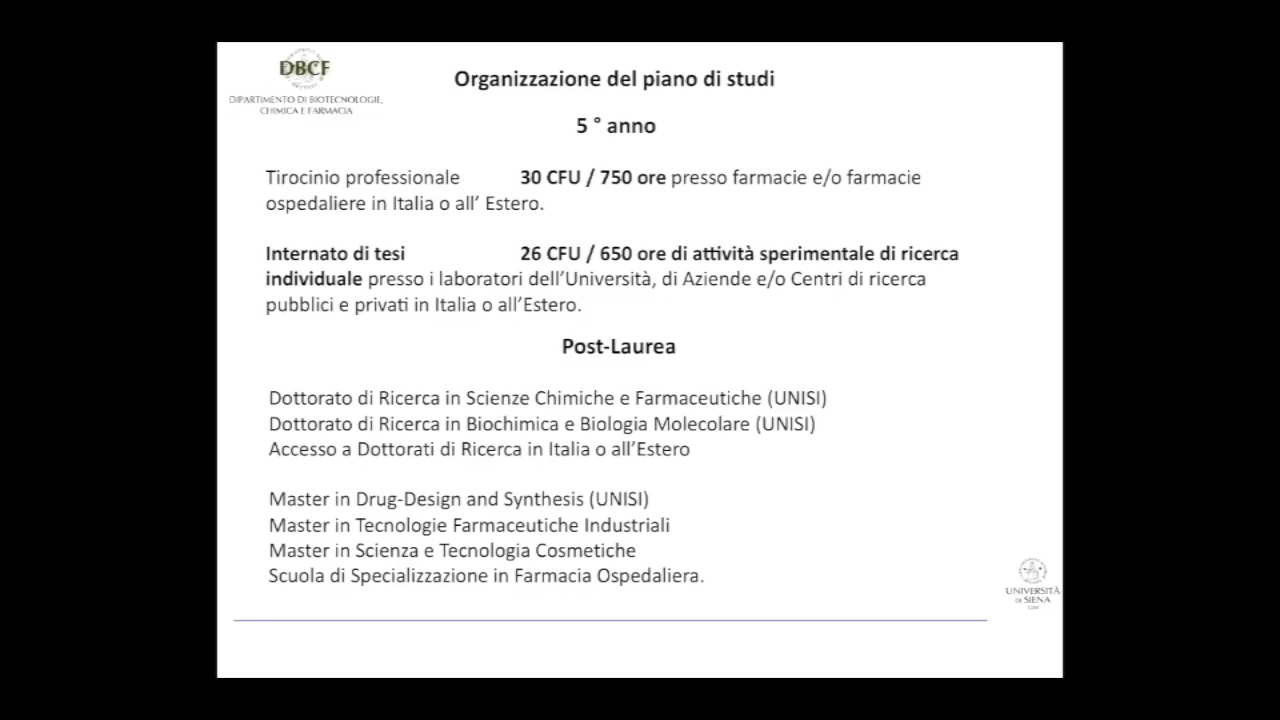 DBCF
DIPARTIMENTO DI BIOTECNOLOGIE,
CHIMICA E FARMACIA
Organizzazione del piano di studi
5 ° anno
Tirocinio professionale 30 CFU / 750 ore presso farmacie e/o farmacie
ospedaliere in Italia o all’ Estero.
Internato di tesi 26 CFU / 650 ore di attività sperimentale di ricerca
individuale presso i laboratori dell’Università, di Aziende e/o Centri di ricerca
pubblici e privati in Italia o all’Estero.
Post-Laurea
Dottorato di Ricerca in Scienze Chimiche e Farmaceutiche (UNISI)
Dottorato di Ricerca in Biochimica e Biologia Molecolare (UNISI)
Accesso a Dottorati di Ricerca in Italia o all’Estero
Master in Drug-Design and Synthesis (UNISI)
Master in Tecnologie Farmaceutiche Industriali
Master in Scienza e Tecnologia Cosmetiche
Scuola di Specializzazione in Farmacia Ospedaliera.
UNIVERSITÀ
DI SIENA